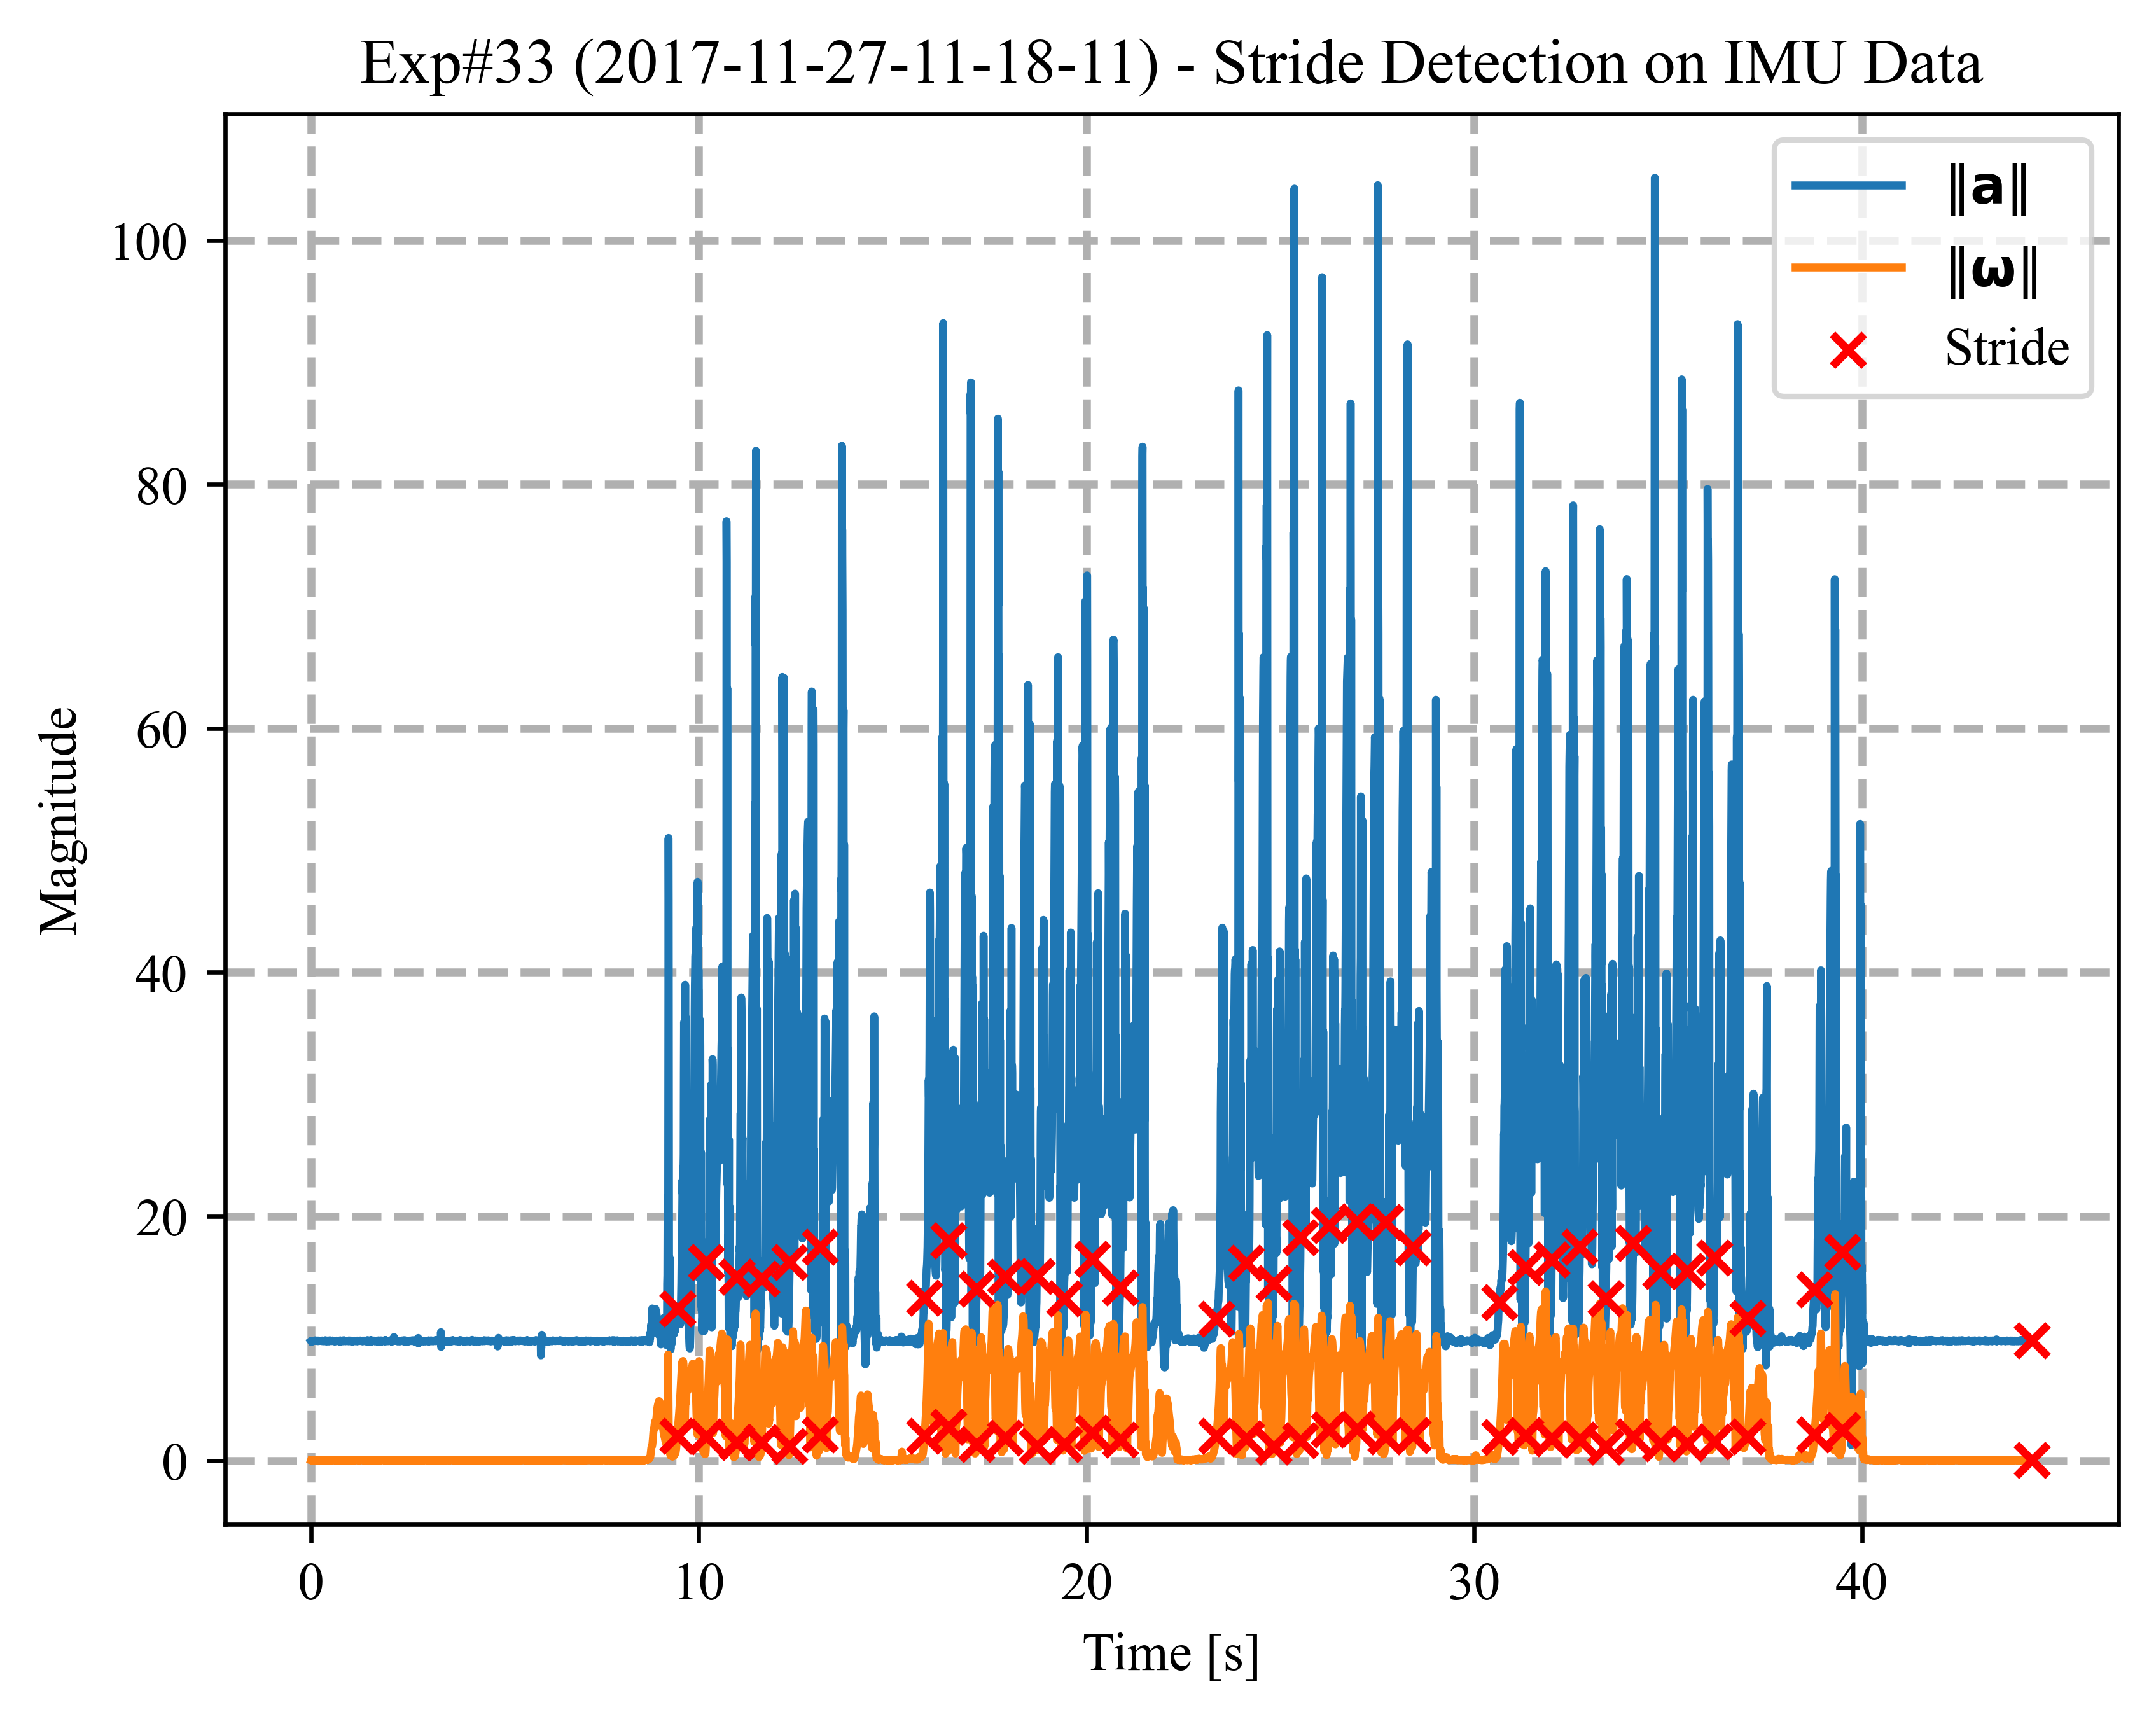 Exp#33 (2017-11-27-11-18-11) - Stride Detection on IMU Data
‖a‖
‖ω‖
Stride
100
80
60
40
20
0
Magnitude
0 10 20 30 40
Time [s]